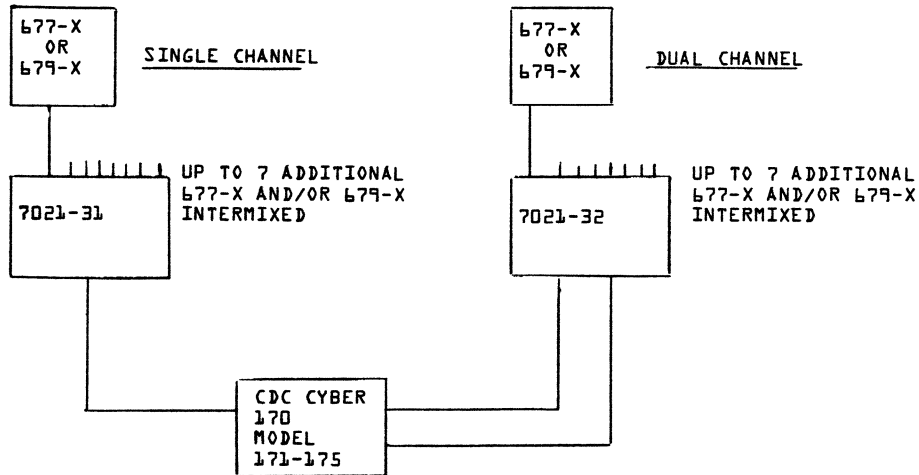 677-X
OR
679-X
SINGLE CHANNEL
UP TO 7 ADDITIONAL
677-X AND/OR 679-X
INTERMIXED
7021-31
677-X
OR
679-X
DUAL CHANNEL
UP TO 7 ADDITIONAL
677-X AND/OR 679-X
INTERMIXED
7021-32
CDC CYBER
170
MODEL
171-175